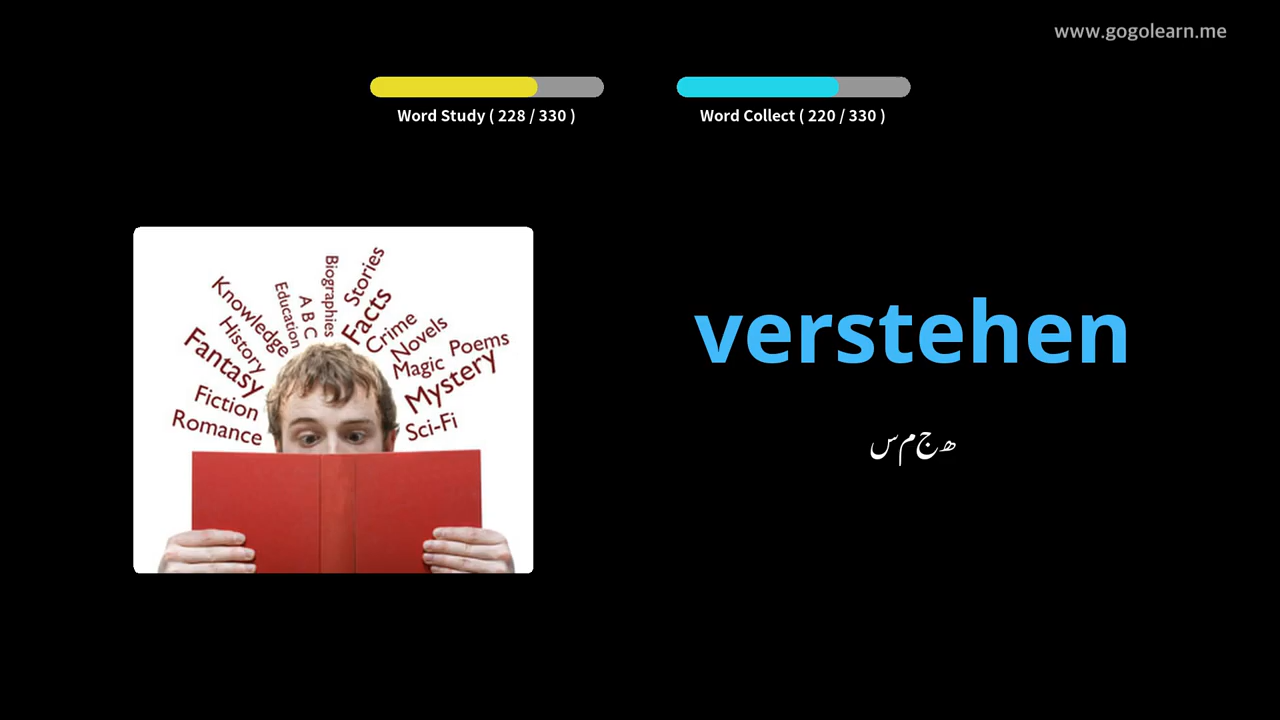 www.gogolearn.me
Word Study ( 228 / 330 )
Word Collect ( 220 / 330 )
Stories
Biographies
Facts
Education
A B C
Knowledge
Crime
History
Novels
Poems
Fantasy
Magic
Mystery
Fiction
Romance
Sci-Fi
verstehen
سمجھ